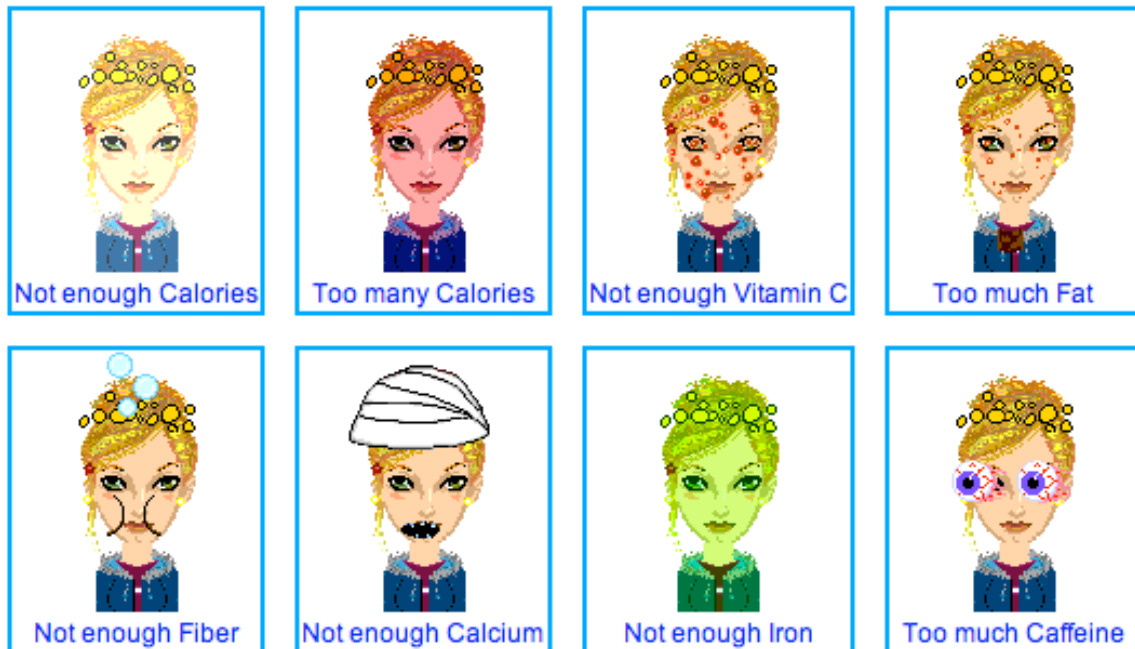 Not enough Calories
Too many Calories
Not enough Vitamin C
Too much Fat
Not enough Fiber
Not enough Calcium
Not enough Iron
Too much Caffeine